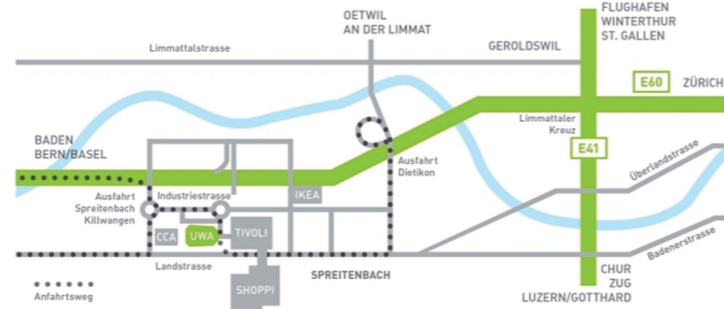 FLUGHAFEN
WINTERTHUR
ST. GALLEN
OETWIL
AN DER LIMMAT
Limmattalstrasse
GEROLDSWIL
E60
ZÜRICH
Limmattaler
Kreuz
E41
BADEN
BERN/BASEL
Ausfahrt
Dietikon
Überlandstrasse
Ausfahrt
Spreitenbach
Killwangen
Industriestrasse
IKEA
CCA
UWA
TIVOLI
Badenerstrasse
Landstrasse
SPREITENBACH
SHOPPI
Anfahrtsweg
CHUR
ZUG
LUZERN/GOTTHARD